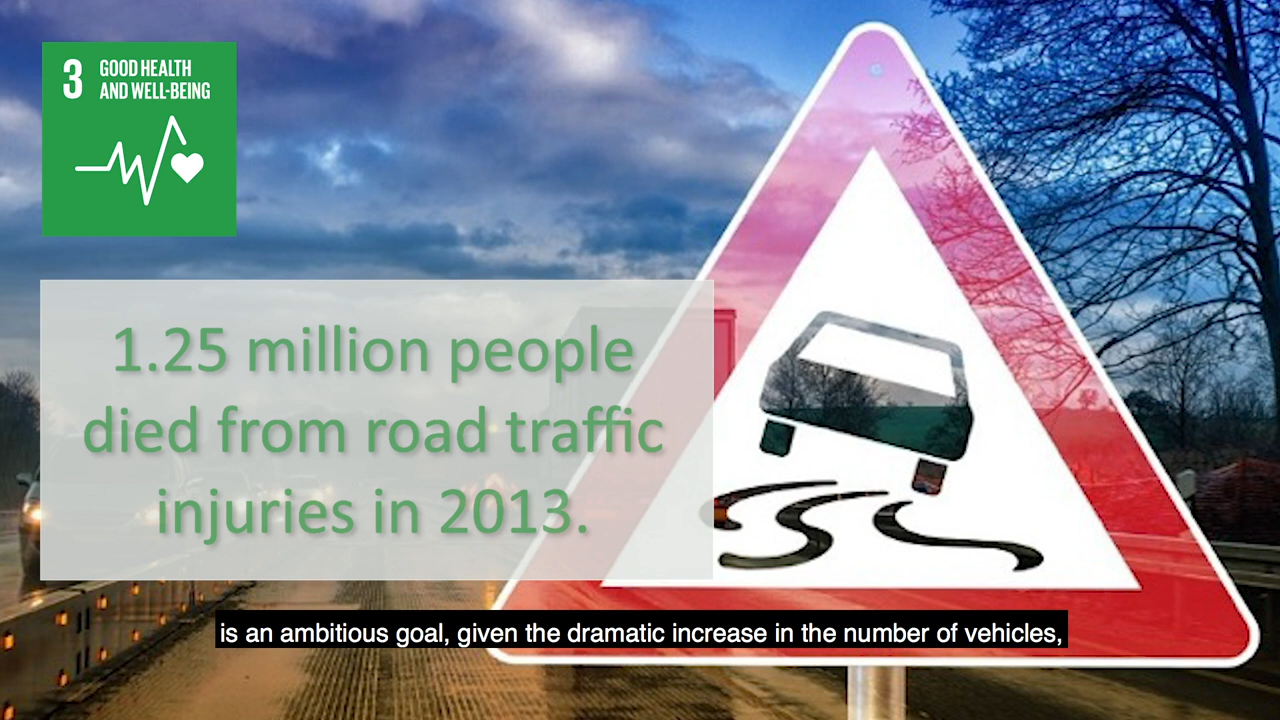 3 GOOD HEALTH
AND WELL-BEING
1.25 million people
died from road traffic
injuries in 2013.
is an ambitious goal, given the dramatic increase in the number of vehicles,